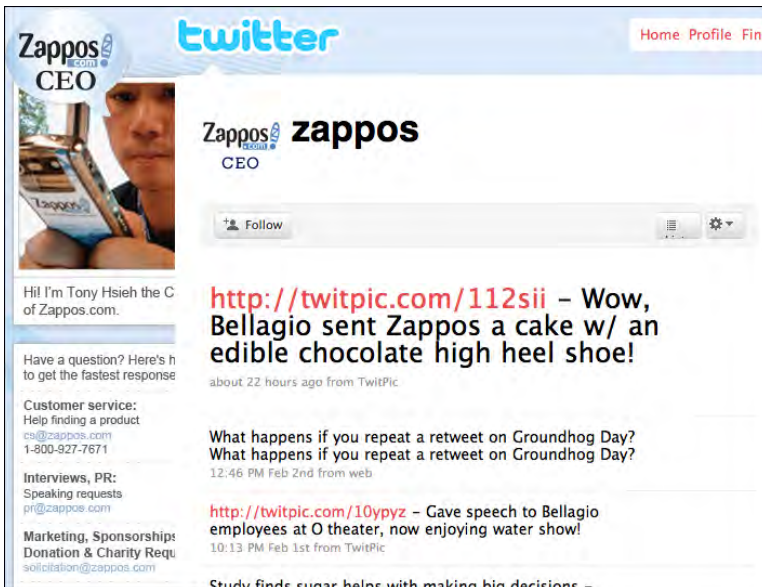 Zappos
.com
CEO
twitter
Home Profile Fin
Zappos
.com
CEO
zappos
Zappos
Follow
Hi! I'm Tony Hsieh the C
of Zappos.com.
http://twitpic.com/112sii – Wow,
Bellagio sent Zappos a cake w/ an
edible chocolate high heel shoe!
about 22 hours ago from TwitPic
Have a question? Here's h
to get the fastest response
Customer service:
Help finding a product
cs@zappos.com
1-800-927-7671
Interviews, PR:
Speaking requests
pr@zappos.com
Marketing, Sponsorships
Donation & Charity Requ
solicitation@zappos.com
What happens if you repeat a retweet on Groundhog Day?
What happens if you repeat a retweet on Groundhog Day?
12:46 PM Feb 2nd from web
http://twitpic.com/10ypyz – Gave speech to Bellagio
employees at O theater, now enjoying water show!
10:13 PM Feb 1st from TwitPic
Study finds sugar helps with making big decisions –